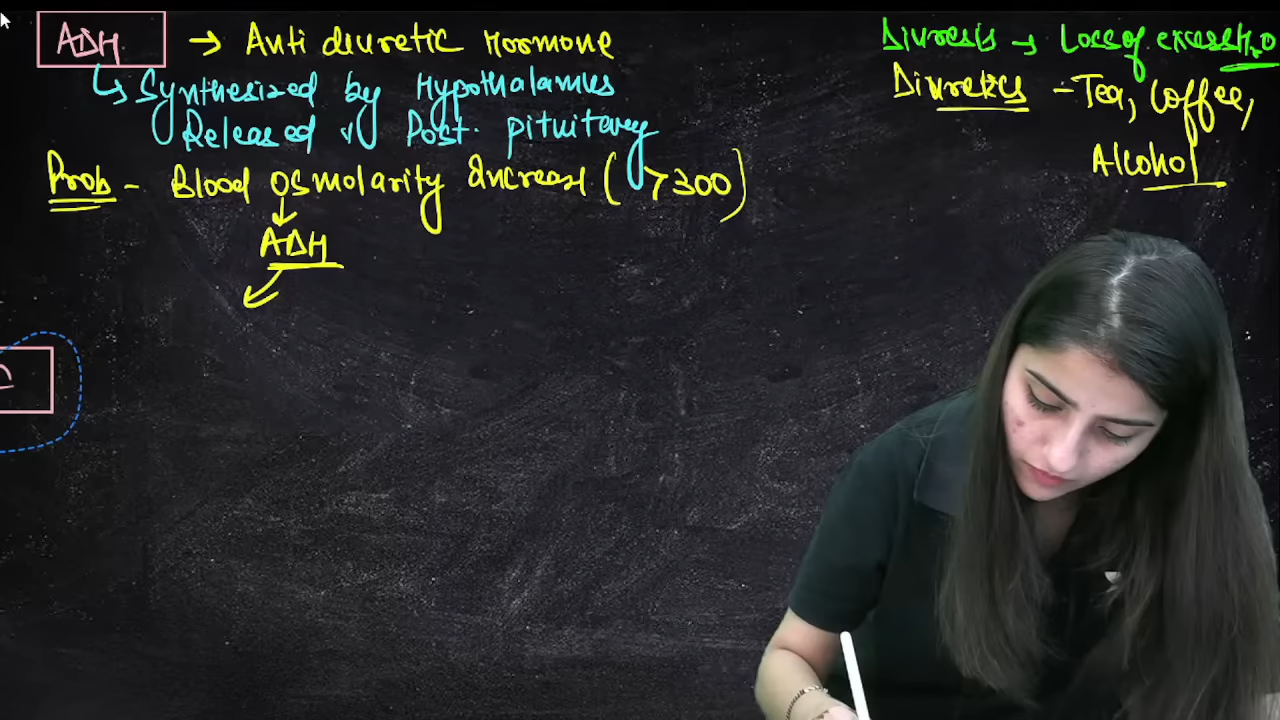 ADH → Anti diuretic Hormone
↳ Synthesized by Hypothalamus
Released by Post. pituitary
Prob - Blood osmolarity increase ( >300)
ADH
Diuresis → Loss of excess H2O
Diuretics - Tea, Coffee,
Alcohol